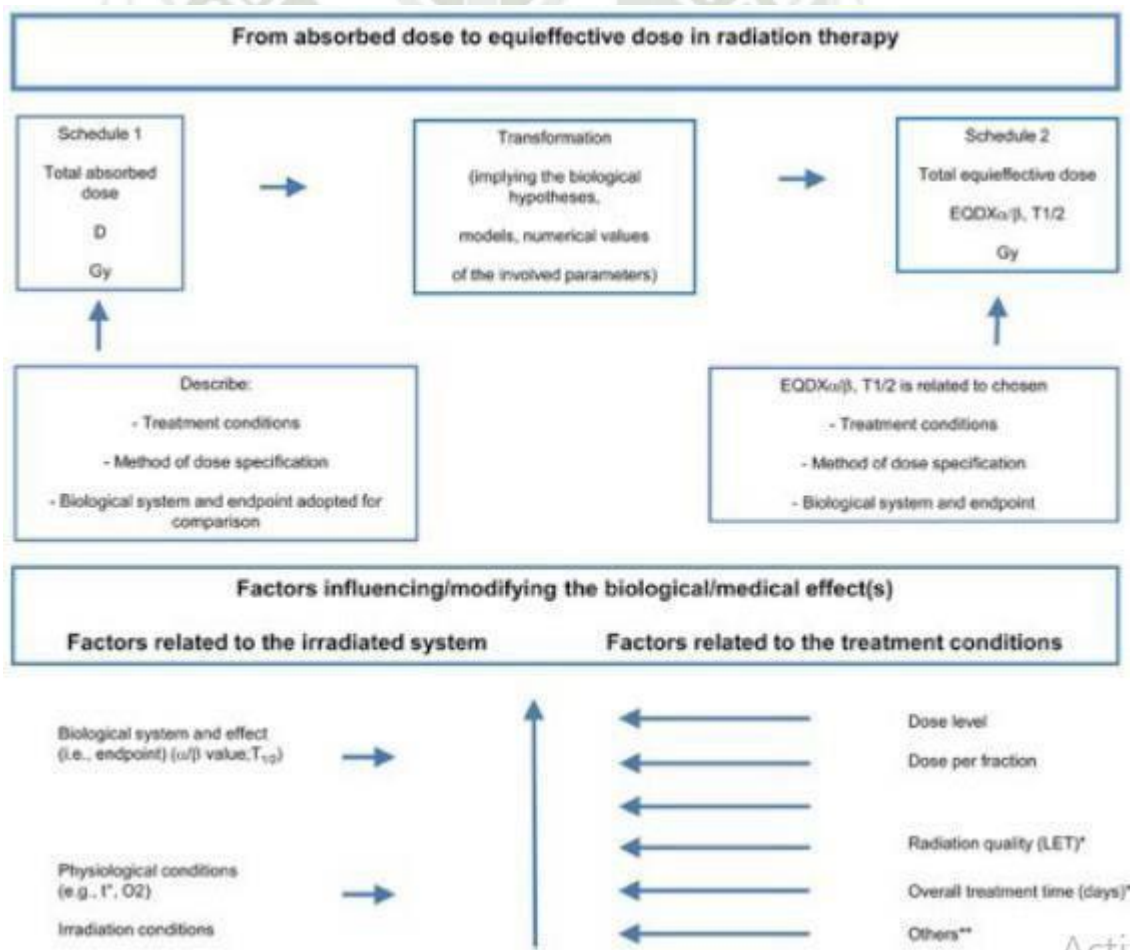 From absorbed dose to equieffective dose in radiation therapy
Schedule 1
Total absorbed
dose
D
Gy
Transformation
(implying the biological
hypotheses,
models, numerical values
of the involved parameters)
Schedule 2
Total equieffective dose
EQDXα/β, T1/2
Gy
Describe:
- Treatment conditions
- Method of dose specification
- Biological system and endpoint adopted for
comparison
EQDXα/β, T1/2 is related to chosen
- Treatment conditions
- Method of dose specification
- Biological system and endpoint
Factors influencing/modifying the biological/medical effect(s)
Factors related to the irradiated system
Factors related to the treatment conditions
Biological system and effect
(i.e., endpoint) (α/β value;T1/2)
Physiological conditions
(e.g., t°, O2)
Irradiation conditions
Dose level
Dose per fraction
Radiation quality (LET)*
Overall treatment time (days)*
Others**
Acti